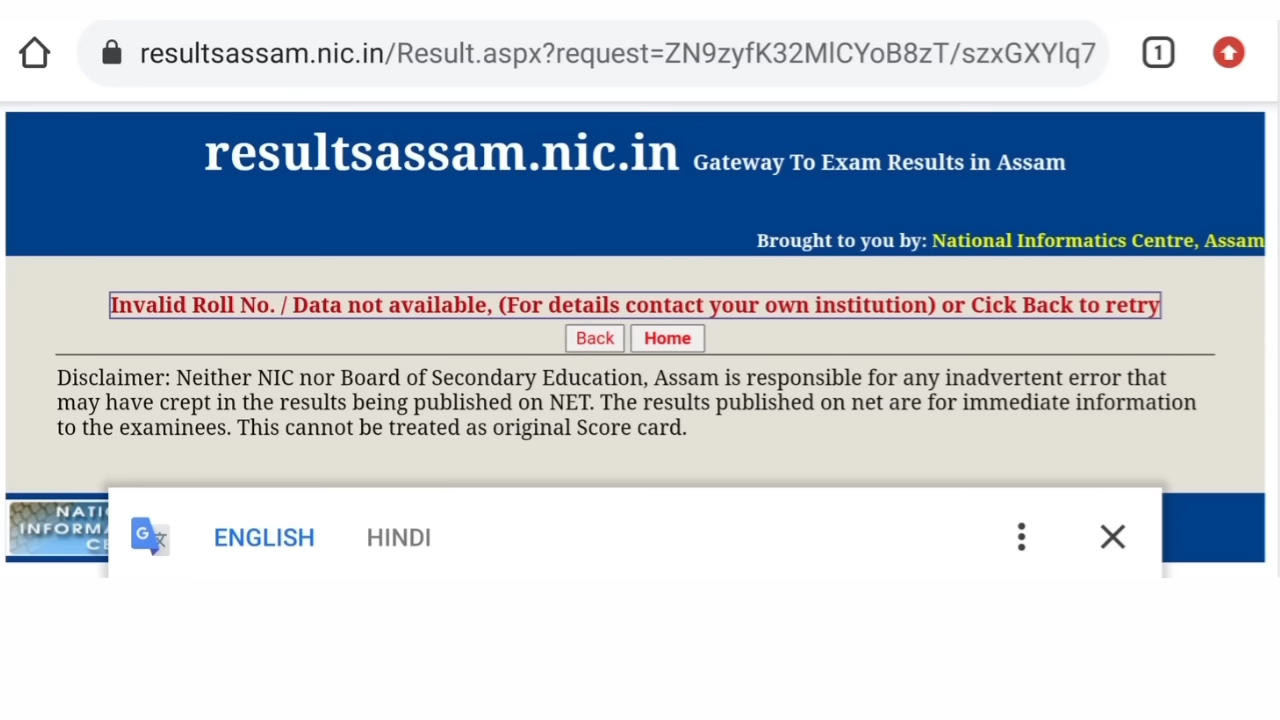 resultsassam.nic.in/Result.aspx?request=ZN9zyfK32MlCYoB8zT/szxGXYlq7
1
resultsassam.nic.in Gateway To Exam Results in Assam
Brought to you by: National Informatics Centre, Assam
Invalid Roll No. / Data not available, (For details contact your own institution) or Cick Back to retry
Back Home
Disclaimer: Neither NIC nor Board of Secondary Education, Assam is responsible for any inadvertent error that
may have crept in the results being published on NET. The results published on net are for immediate information
to the examinees. This cannot be treated as original Score card.
NATI
INFORMA
CE
G 文 ENGLISH HINDI